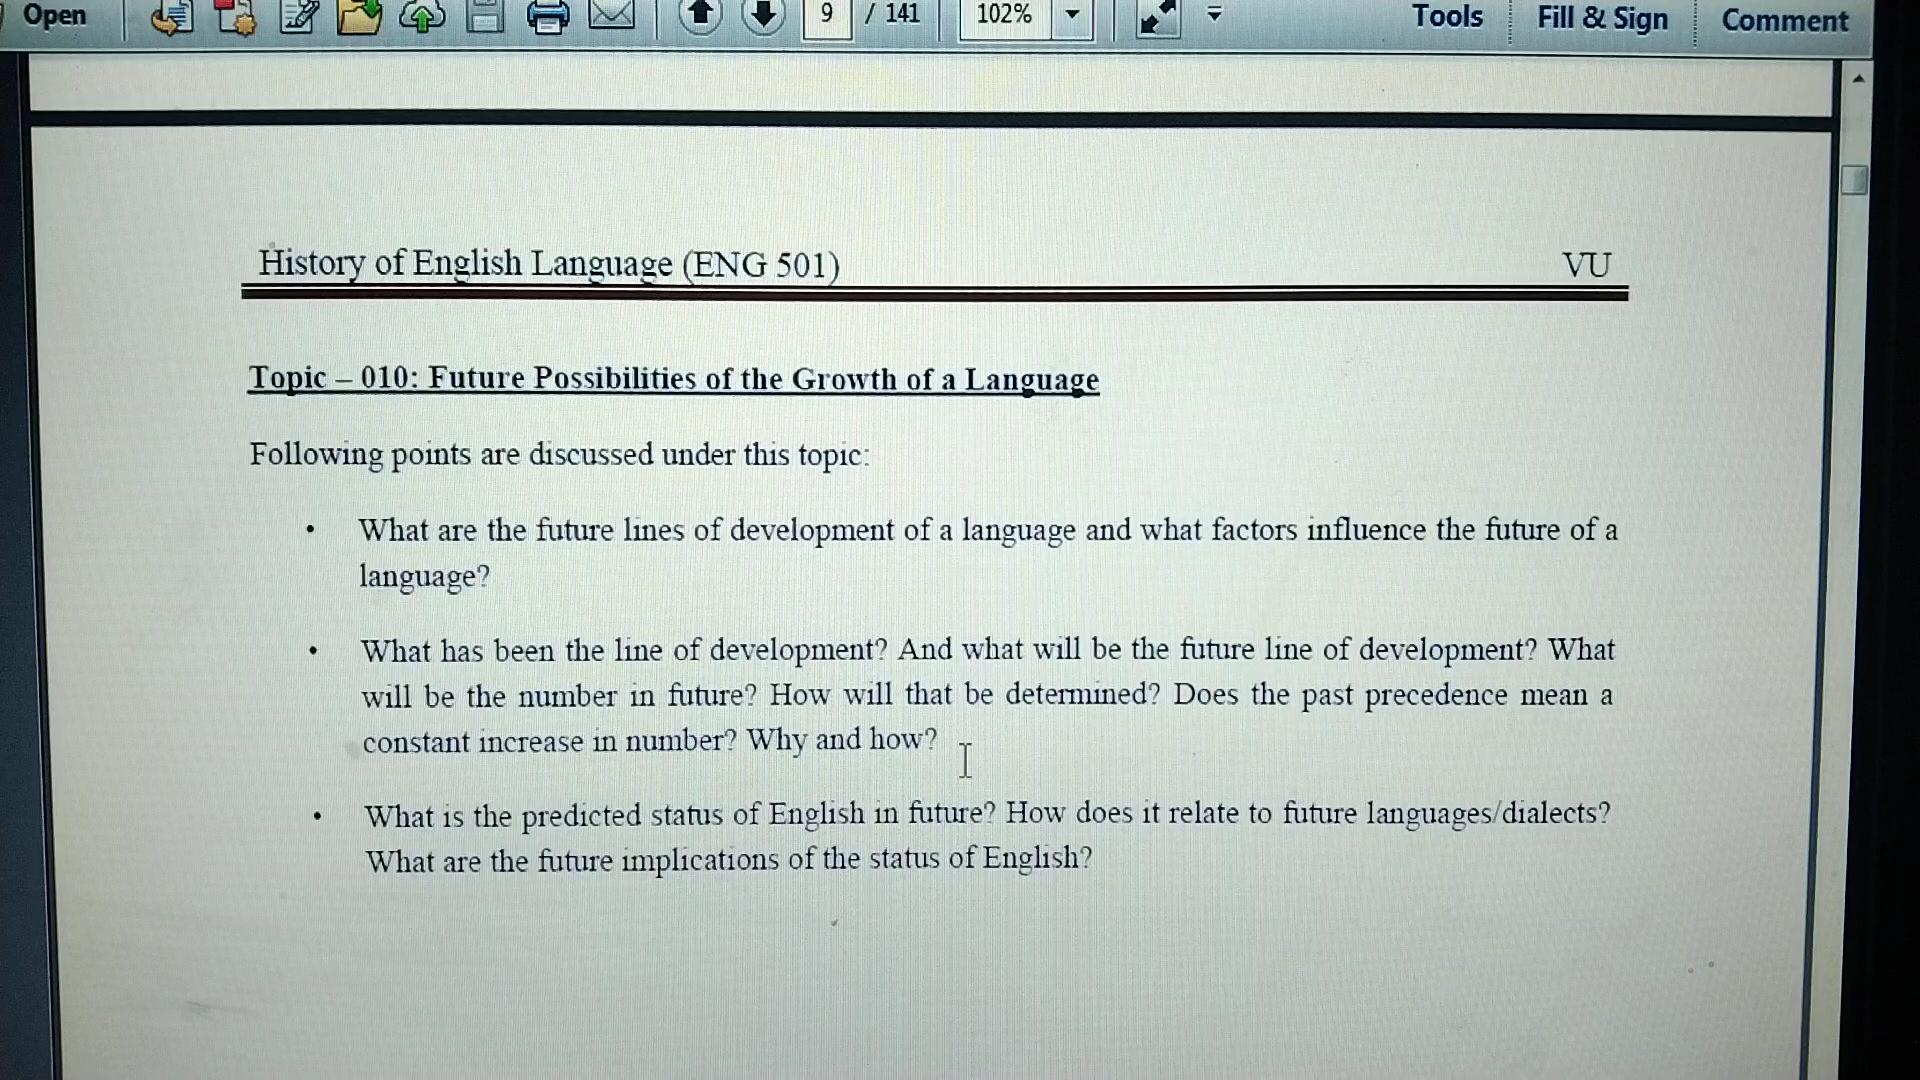 Open 9 / 141 102% Tools Fill & Sign Comment
History of English Language (ENG 501) VU
Topic – 010: Future Possibilities of the Growth of a Language
Following points are discussed under this topic:
• What are the future lines of development of a language and what factors influence the future of a
language?
• What has been the line of development? And what will be the future line of development? What
will be the number in future? How will that be determined? Does the past precedence mean a
constant increase in number? Why and how?
• What is the predicted status of English in future? How does it relate to future languages/dialects?
What are the future implications of the status of English?